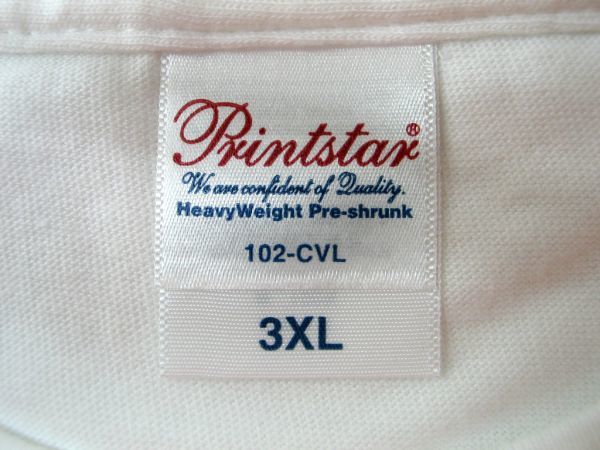 Printstar®
We are confident of Quality.
HeavyWeight Pre-shrunk
102-CVL
3XL